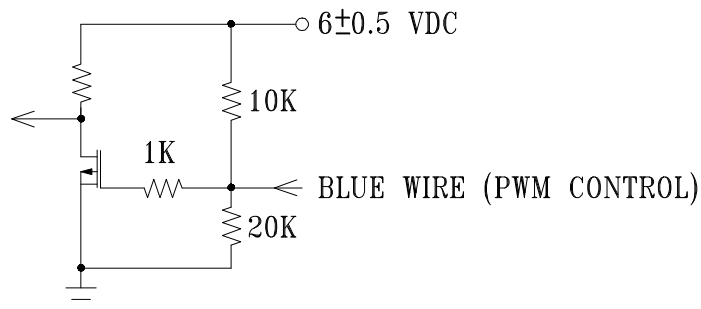 6±0.5 VDC
10K
1K
BLUE WIRE (PWM CONTROL)
20K